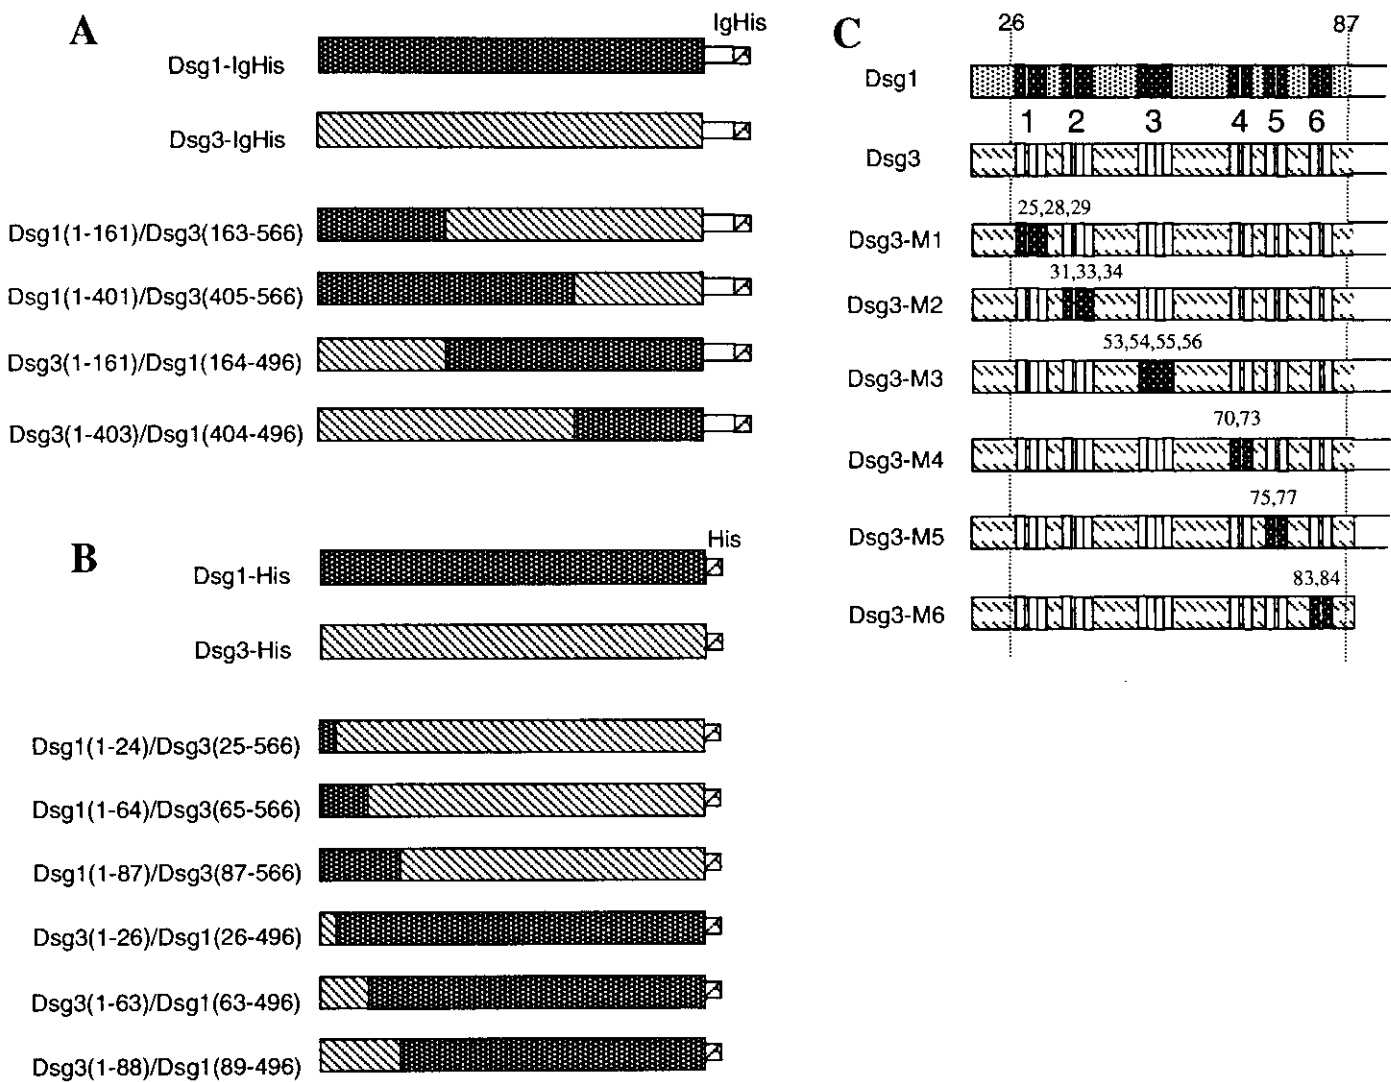 A
IgHis
Dsg1-IgHis
Dsg3-IgHis
Dsg1(1-161)/Dsg3(163-566)
Dsg1(1-401)/Dsg3(405-566)
Dsg3(1-161)/Dsg1(164-496)
Dsg3(1-403)/Dsg1(404-496)
B
His
Dsg1-His
Dsg3-His
Dsg1(1-24)/Dsg3(25-566)
Dsg1(1-64)/Dsg3(65-566)
Dsg1(1-87)/Dsg3(87-566)
Dsg3(1-26)/Dsg1(26-496)
Dsg3(1-63)/Dsg1(63-496)
Dsg3(1-88)/Dsg1(89-496)
C
26 87
Dsg1
1 2 3 4 5 6
Dsg3
25,28,29
Dsg3-M1
31,33,34
Dsg3-M2
53,54,55,56
Dsg3-M3
70,73
Dsg3-M4
75,77
Dsg3-M5
83,84
Dsg3-M6